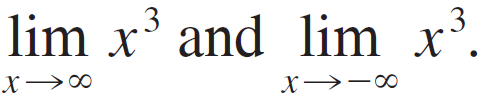 lim x³ and lim x³.
x→∞ x→−∞